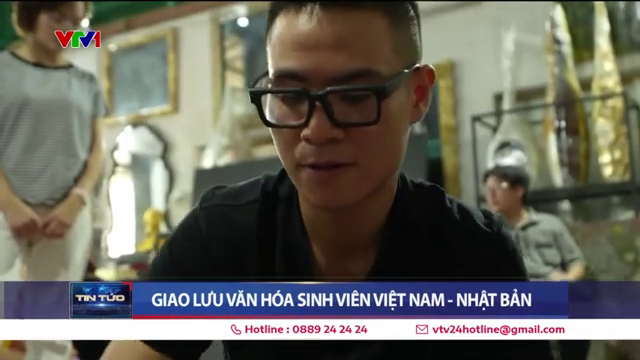 VTV1
TIN TỨC
GIAO LƯU VĂN HÓA SINH VIÊN VIỆT NAM - NHẬT BẢN
Hotline : 0889 24 24 24
vtv24hotline@gmail.com